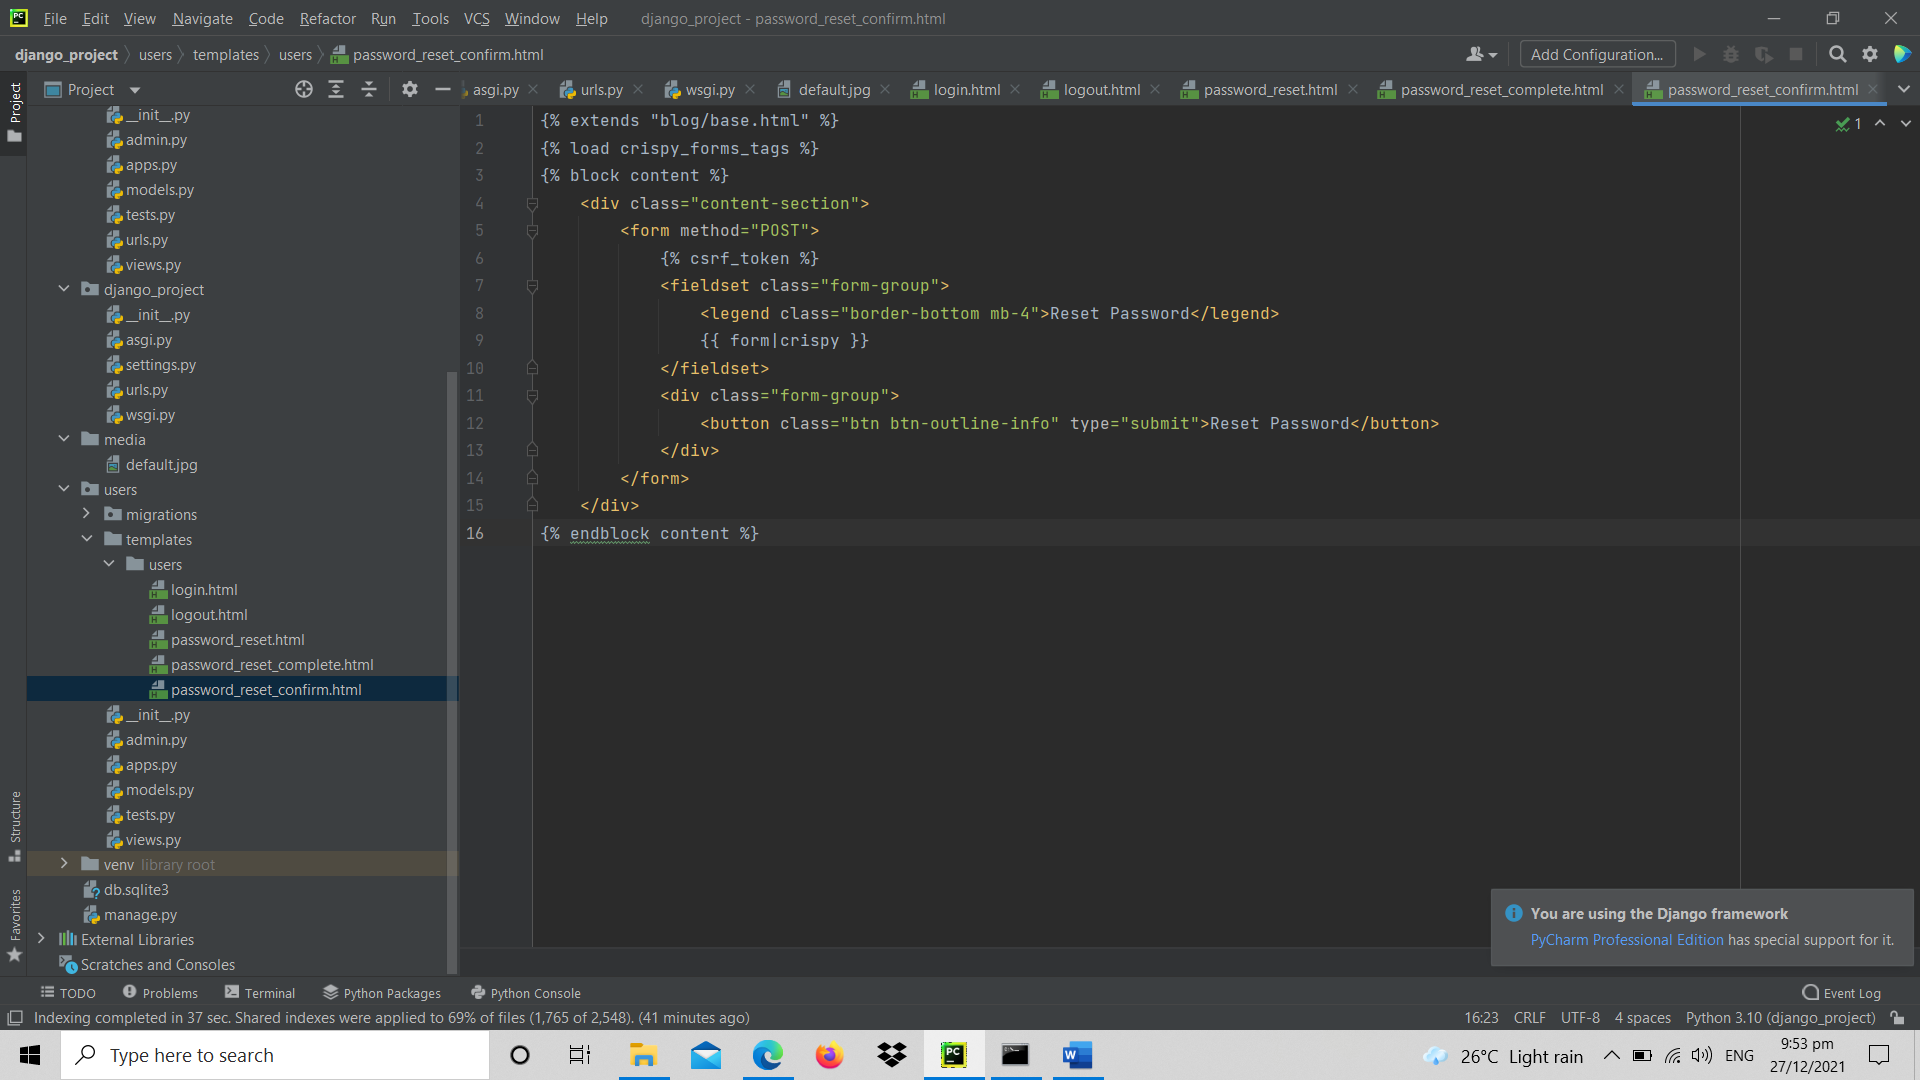 PC File Edit View Navigate Code Refactor Run Tools VCS Window Help django_project - password_reset_confirm.html
django_project users templates users password_reset_confirm.html Add Configuration...
Project
Project asgi.py urls.py wsgi.py default.jpg login.html logout.html password_reset.html password_reset_complete.html password_reset_confirm.html
__init__.py
admin.py
apps.py
models.py
tests.py
urls.py
views.py
django_project
__init__.py
asgi.py
settings.py
urls.py
wsgi.py
media
default.jpg
users
migrations
templates
users
login.html
logout.html
password_reset.html
password_reset_complete.html
password_reset_confirm.html
__init__.py
admin.py
apps.py
models.py
tests.py
views.py
venv library root
db.sqlite3
manage.py
External Libraries
Scratches and Consoles
Structure
Favorites
1 {% extends "blog/base.html" %}
2 {% load crispy_forms_tags %}
3 {% block content %}
4 <div class="content-section">
5 <form method="POST">
6 {% csrf_token %}
7 <fieldset class="form-group">
8 <legend class="border-bottom mb-4">Reset Password</legend>
9 {{ form|crispy }}
10 </fieldset>
11 <div class="form-group">
12 <button class="btn btn-outline-info" type="submit">Reset Password</button>
13 </div>
14 </form>
15 </div>
16 {% endblock content %}
1
You are using the Django framework
PyCharm Professional Edition has special support for it.
TODO Problems Terminal Python Packages Python Console Event Log
Indexing completed in 37 sec. Shared indexes were applied to 69% of files (1,765 of 2,548). (41 minutes ago) 16:23 CRLF UTF-8 4 spaces Python 3.10 (django_project)
Type here to search PC W 26°C Light rain ENG 9:53 pm
27/12/2021